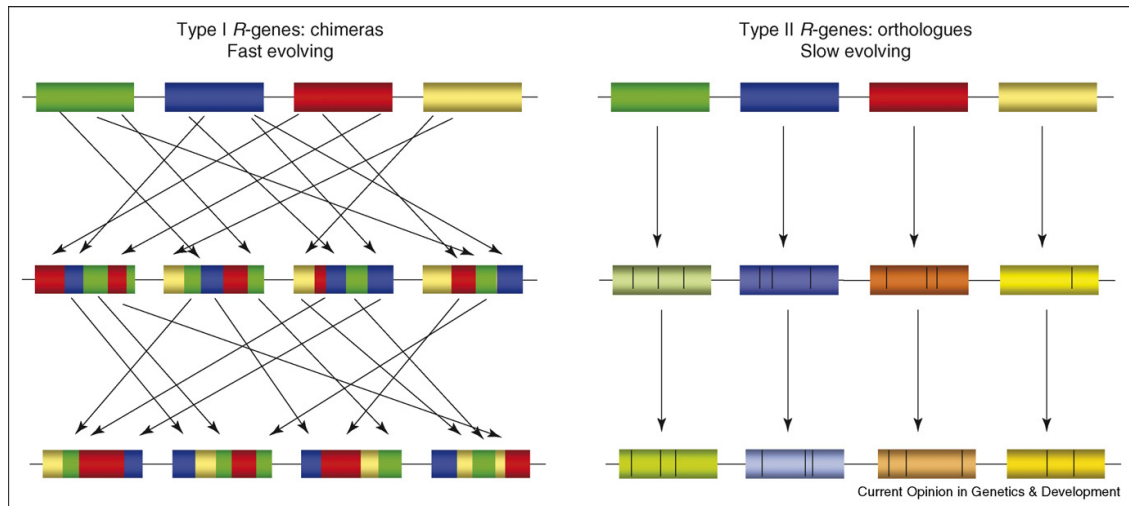 Type I R-genes: chimeras
Fast evolving
Type II R-genes: orthologues
Slow evolving
Current Opinion in Genetics & Development